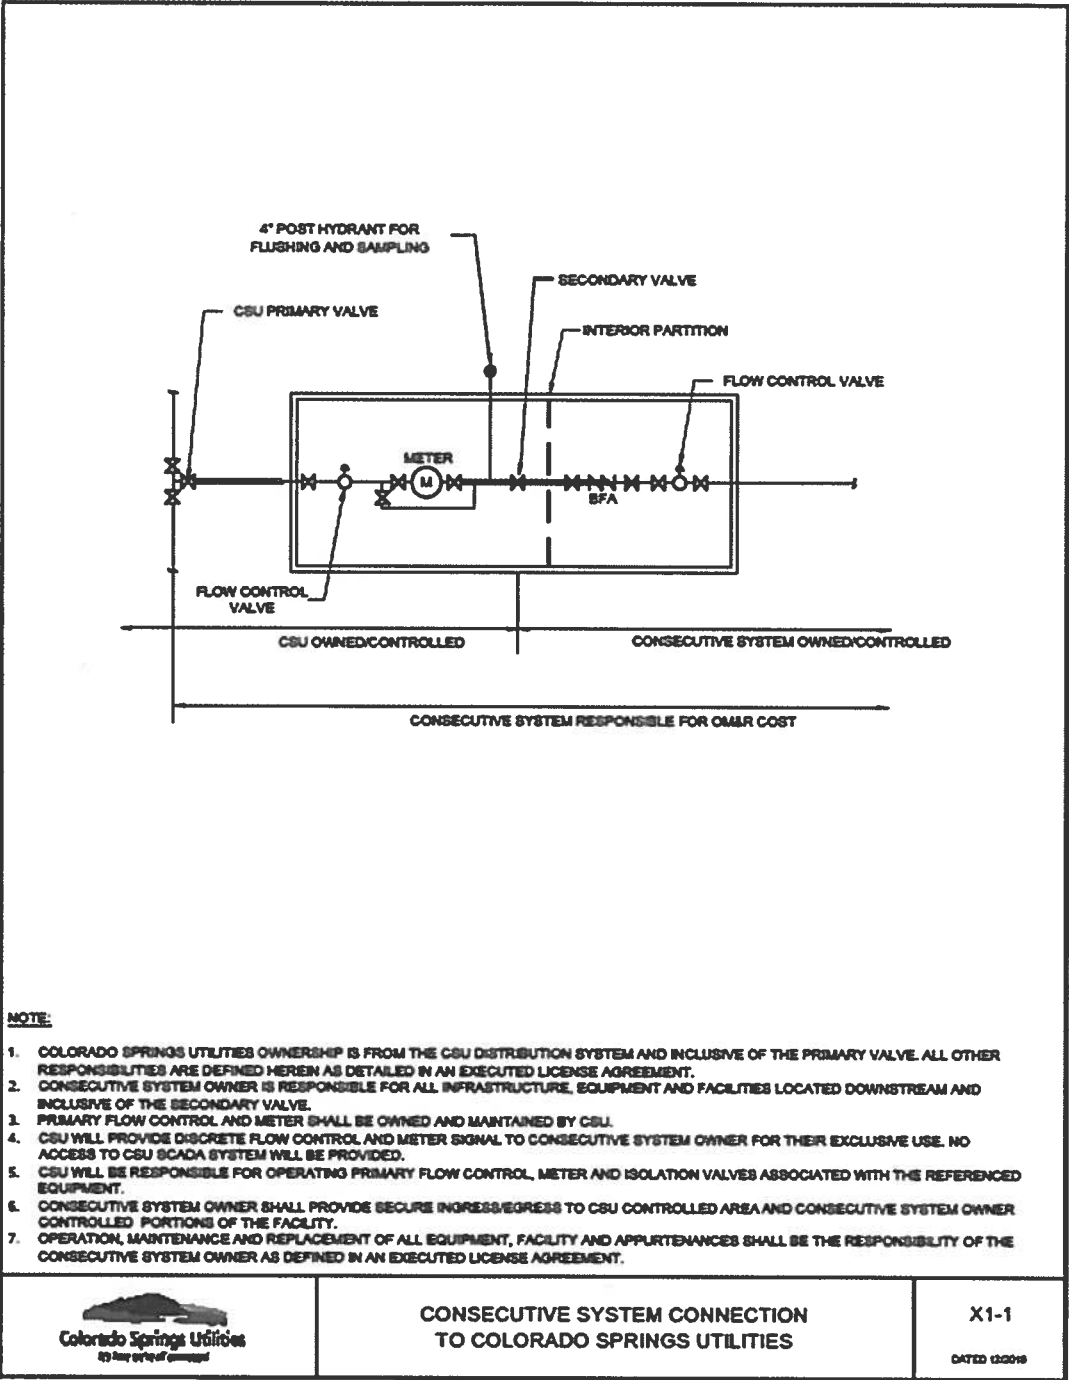 4" POST HYDRANT FOR
FLUSHING AND SAMPLING
SECONDARY VALVE
CSU PRIMARY VALVE
INTERIOR PARTITION
FLOW CONTROL VALVE
METER
M
BFA
FLOW CONTROL
VALVE
CSU OWNED/CONTROLLED
CONSECUTIVE SYSTEM OWNED/CONTROLLED
CONSECUTIVE SYSTEM RESPONSIBLE FOR OM&R COST
NOTE:
1. COLORADO SPRINGS UTILITIES OWNERSHIP IS FROM THE CSU DISTRIBUTION SYSTEM AND INCLUSIVE OF THE PRIMARY VALVE. ALL OTHER
RESPONSIBILITIES ARE DEFINED HEREIN AS DETAILED IN AN EXECUTED LICENSE AGREEMENT.
2. CONSECUTIVE SYSTEM OWNER IS RESPONSIBLE FOR ALL INFRASTRUCTURE, EQUIPMENT AND FACILITIES LOCATED DOWNSTREAM AND
INCLUSIVE OF THE SECONDARY VALVE.
3. PRIMARY FLOW CONTROL AND METER SHALL BE OWNED AND MAINTAINED BY CSU.
4. CSU WILL PROVIDE DISCRETE FLOW CONTROL AND METER SIGNAL TO CONSECUTIVE SYSTEM OWNER FOR THEIR EXCLUSIVE USE. NO
ACCESS TO CSU SCADA SYSTEM WILL BE PROVIDED.
5. CSU WILL BE RESPONSIBLE FOR OPERATING PRIMARY FLOW CONTROL, METER AND ISOLATION VALVES ASSOCIATED WITH THE REFERENCED
EQUIPMENT.
6. CONSECUTIVE SYSTEM OWNER SHALL PROVIDE SECURE INGRESS/EGRESS TO CSU CONTROLLED AREA AND CONSECUTIVE SYSTEM OWNER
CONTROLLED PORTIONS OF THE FACILITY.
7. OPERATION, MAINTENANCE AND REPLACEMENT OF ALL EQUIPMENT, FACILITY AND APPURTENANCES SHALL BE THE RESPONSIBILITY OF THE
CONSECUTIVE SYSTEM OWNER AS DEFINED IN AN EXECUTED LICENSE AGREEMENT.
Colorado Springs Utilities
It's how we're all connected
CONSECUTIVE SYSTEM CONNECTION
TO COLORADO SPRINGS UTILITIES
X1-1
DATED 12/2019